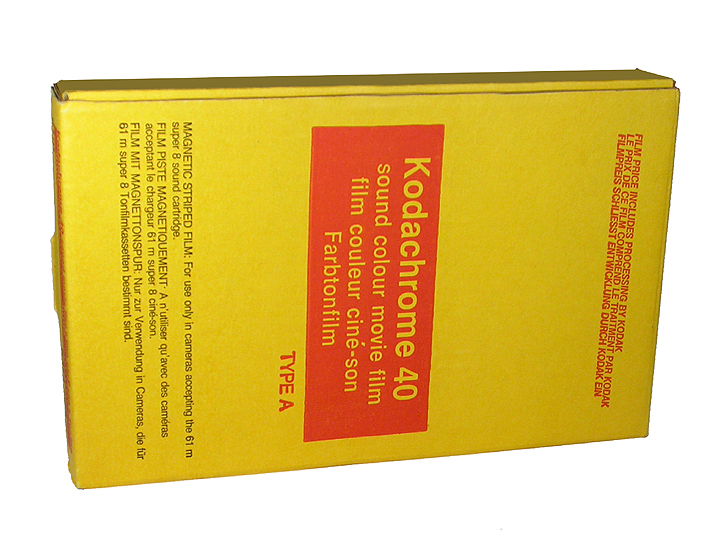 FILM PRICE INCLUDES PROCESSING BY KODAK
LE PRIX DE CE FILM COMPREND LE TRAITMENT PAR KODAK
FILMPREIS SCHLIESST ENTWICKLUNG DURCH KODAK EIN
Kodachrome 40
sound colour movie film
film couleur ciné-son
Farbtonfilm
TYPE A
MAGNETIC STRIPED FILM: For use only in cameras accepting the 61 m
super 8 sound cartridge.
FILM PISTE MAGNETIQUEMENT: A n'utiliser qu'avec des caméras
acceptant le chargeur 61 m super 8 ciné-son.
FILM MIT MAGNETTONSPUR: Nur zur Verwendung in Cameras, die für
61 m super 8 Tonfilmkassetten bestimmt sind.